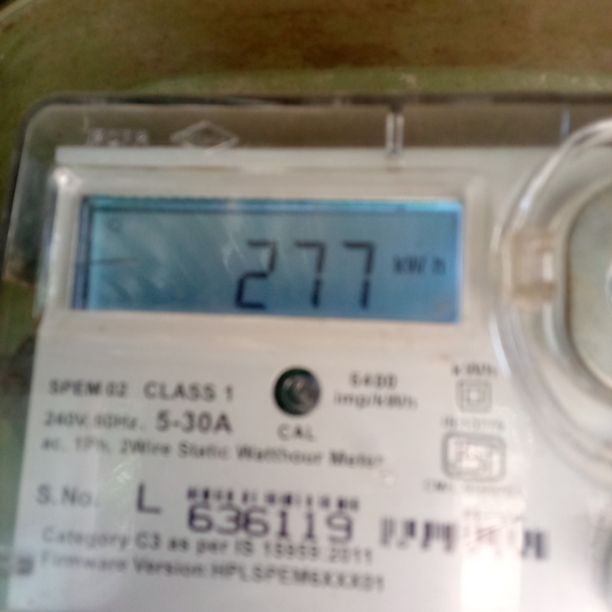 277 kWh
SPEM 02 CLASS 1
240V, 50Hz, 5-30A
ac, 1Ph, 2Wire Static Watthour Meter
6400
imp/kWh
CAL
S.No. L 636119
Category C3 as per IS 15959:2011
Firmware Version:HPLSPEM6XXX01